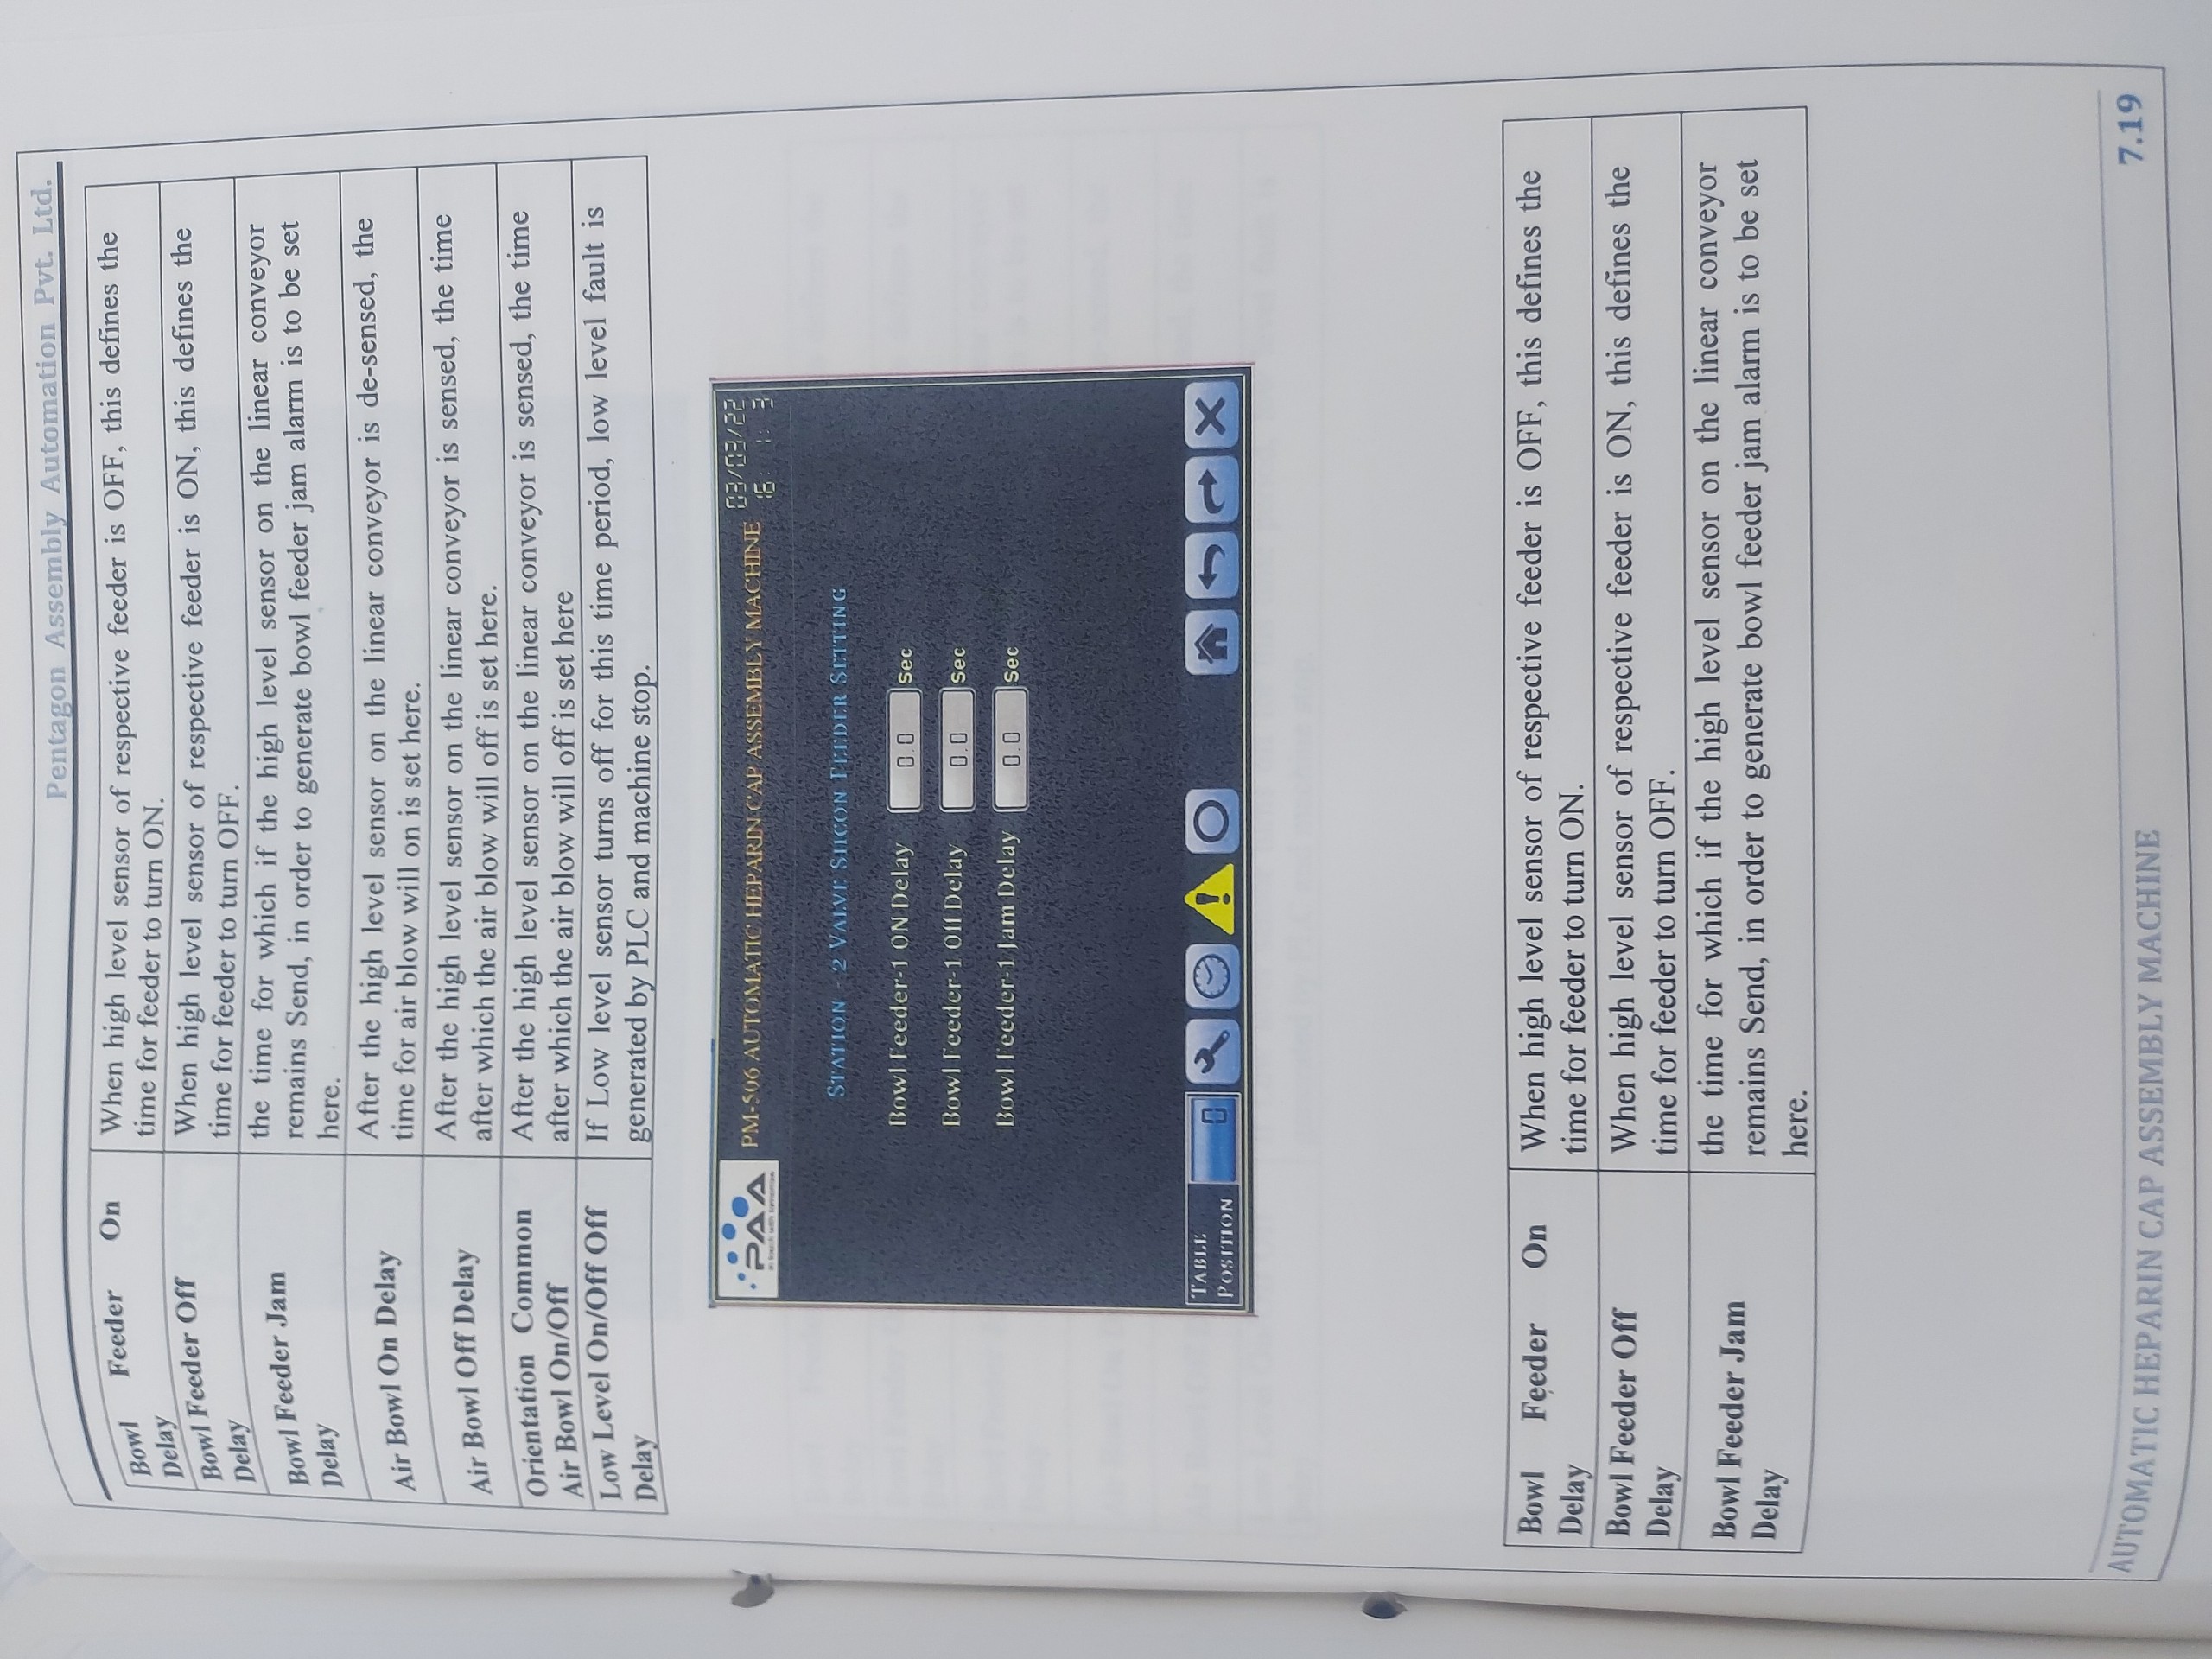 Pentagon Assembly Automation Pvt. Ltd.
Bowl Feeder On
Delay
When high level sensor of respective feeder is OFF, this defines the
time for feeder to turn ON.
Bowl Feeder Off
Delay
When high level sensor of respective feeder is ON, this defines the
time for feeder to turn OFF.
Bowl Feeder Jam
Delay
the time for which if the high level sensor on the linear conveyor
remains Send, in order to generate bowl feeder jam alarm is to be set
here.
Air Bowl On Delay
After the high level sensor on the linear conveyor is de-sensed, the
time for air blow will on is set here.
Air Bowl Off Delay
After the high level sensor on the linear conveyor is sensed, the time
after which the air blow will off is set here.
Orientation Common
Air Bowl On/Off
After the high level sensor on the linear conveyor is sensed, the time
after which the air blow will off is set here
Low Level On/Off Off
Delay
If Low level sensor turns off for this time period, low level fault is
generated by PLC and machine stop.
PAA
PM-506 AUTOMATIC HEPARIN CAP ASSEMBLY MACHINE
03/03/22
STATION - 2 VALVE SILICON FEEDER SETTING
Bowl Feeder-1 ON Delay 0.0 sec
Bowl Feeder-1 Off Delay 0.0 sec
Bowl Feeder-1 Jam Delay 0.0 sec
TABLE
POSITION
0
Bowl Feeder On
Delay
When high level sensor of respective feeder is OFF, this defines the
time for feeder to turn ON.
Bowl Feeder Off
Delay
When high level sensor of respective feeder is ON, this defines the
time for feeder to turn OFF.
Bowl Feeder Jam
Delay
the time for which if the high level sensor on the linear conveyor
remains Send, in order to generate bowl feeder jam alarm is to be set
here.
AUTOMATIC HEPARIN CAP ASSEMBLY MACHINE 7.19